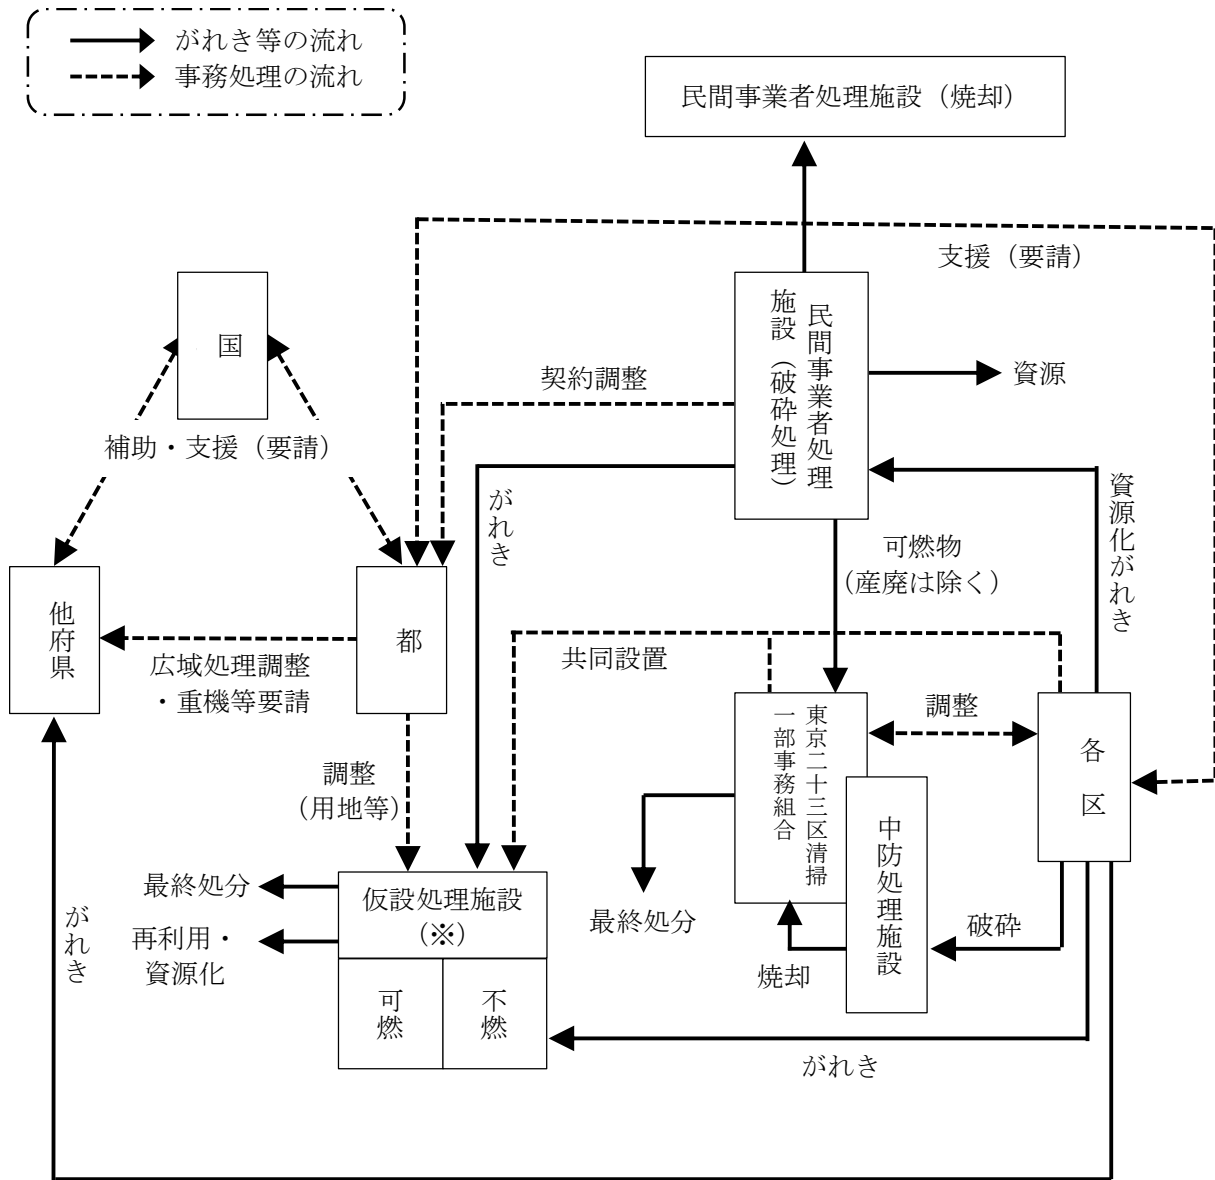 がれき等の流れ
事務処理の流れ
民間事業者処理施設（焼却）
支援（要請）
国
民間事業者処理
施設（破砕処理）
資源
契約調整
補助・支援（要請）
がれき
資源化がれき
可燃物
（産廃は除く）
他府県
都
広域処理調整
・重機等要請
共同設置
東京二十三区清掃
一部事務組合
調整
各区
調整
（用地等）
中防処理施設
最終処分
仮設処理施設
（※）
再利用・
資源化
最終処分
破砕
焼却
がれき
可燃
不燃
がれき